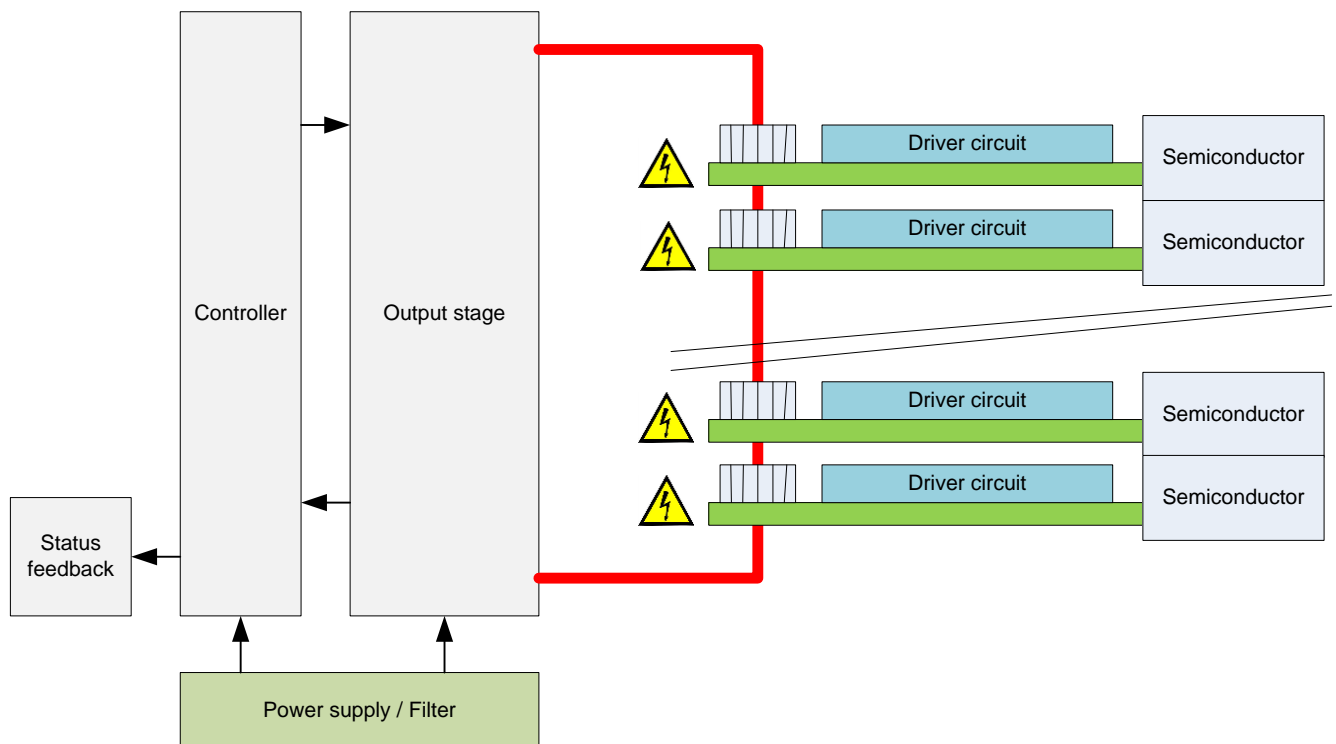 Driver circuit
Semiconductor
Driver circuit
Semiconductor
Controller
Output stage
Driver circuit
Semiconductor
Driver circuit
Semiconductor
Status
feedback
Power supply / Filter